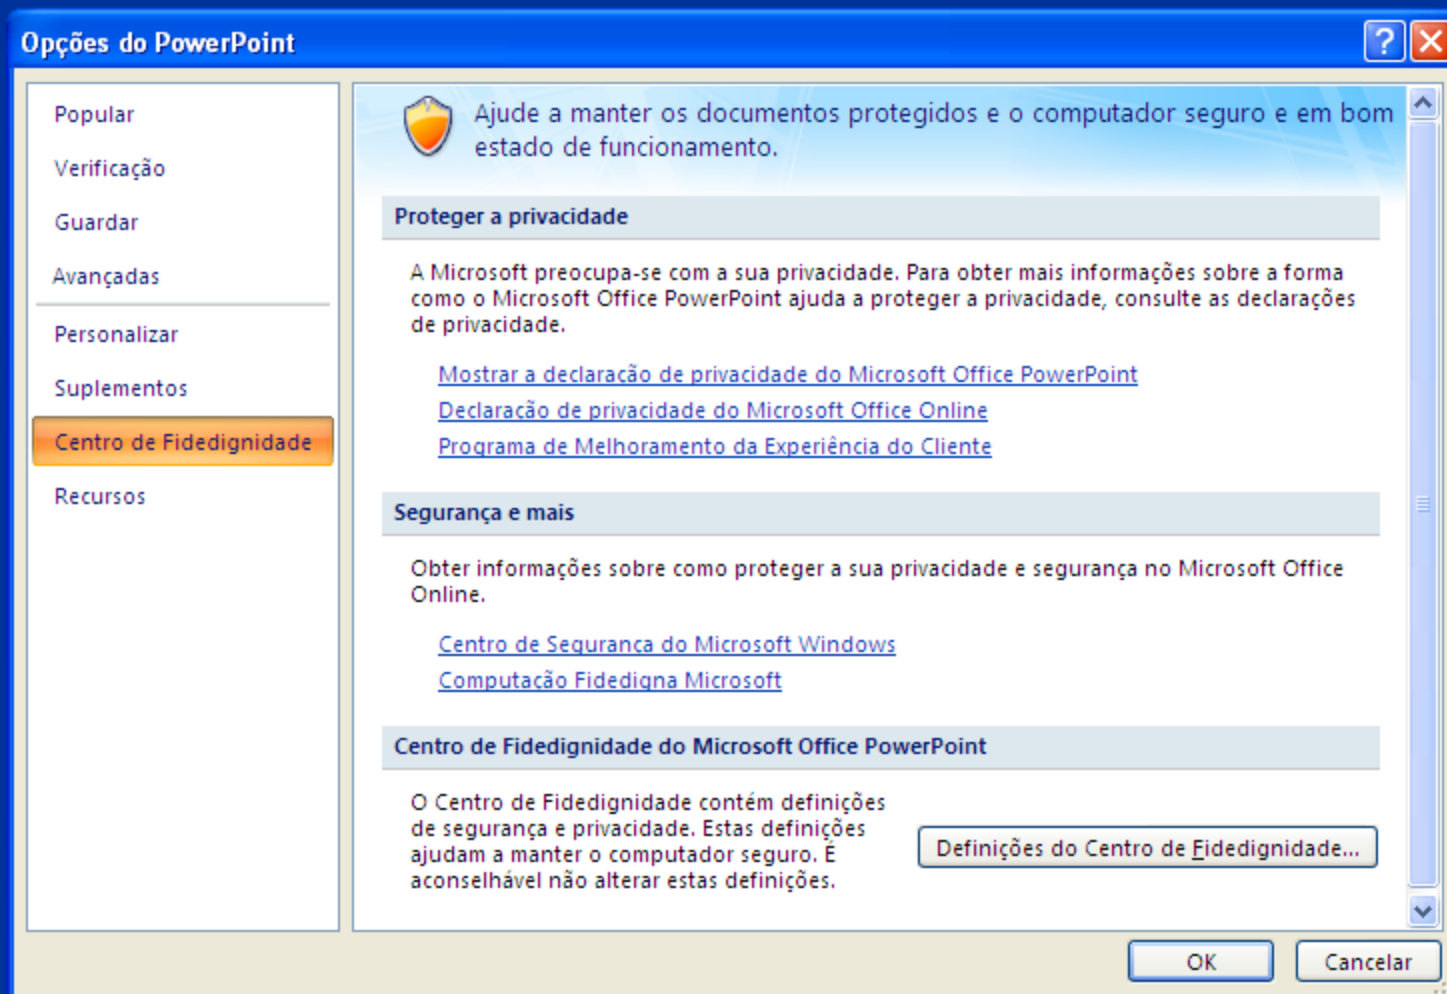 Opções do PowerPoint
Popular
Verificação
Guardar
Avançadas
Personalizar
Suplementos
Centro de Fidedignidade
Recursos
Ajude a manter os documentos protegidos e o computador seguro e em bom
estado de funcionamento.
Proteger a privacidade
A Microsoft preocupa-se com a sua privacidade. Para obter mais informações sobre a forma
como o Microsoft Office PowerPoint ajuda a proteger a privacidade, consulte as declarações
de privacidade.
Mostrar a declaração de privacidade do Microsoft Office PowerPoint
Declaração de privacidade do Microsoft Office Online
Programa de Melhoramento da Experiência do Cliente
Segurança e mais
Obter informações sobre como proteger a sua privacidade e segurança no Microsoft Office
Online.
Centro de Segurança do Microsoft Windows
Computação Fidedigna Microsoft
Centro de Fidedignidade do Microsoft Office PowerPoint
O Centro de Fidedignidade contém definições
de segurança e privacidade. Estas definições
ajudam a manter o computador seguro. É
aconselhável não alterar estas definições.
Definições do Centro de Fidedignidade...
OK
Cancelar